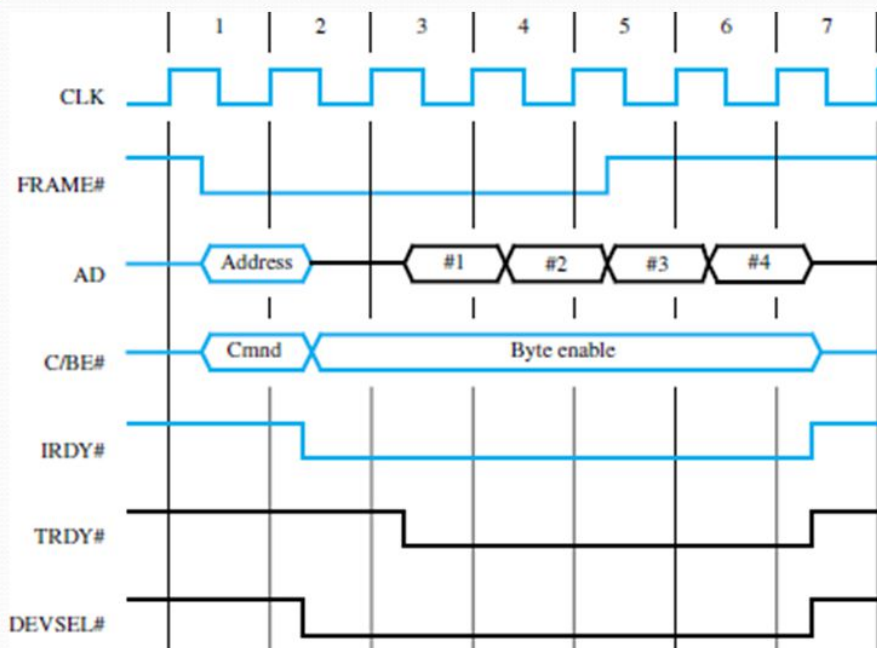 1 2 3 4 5 6 7
CLK
FRAME#
AD Address #1 #2 #3 #4
C/BE# Cmnd Byte enable
IRDY#
TRDY#
DEVSEL#